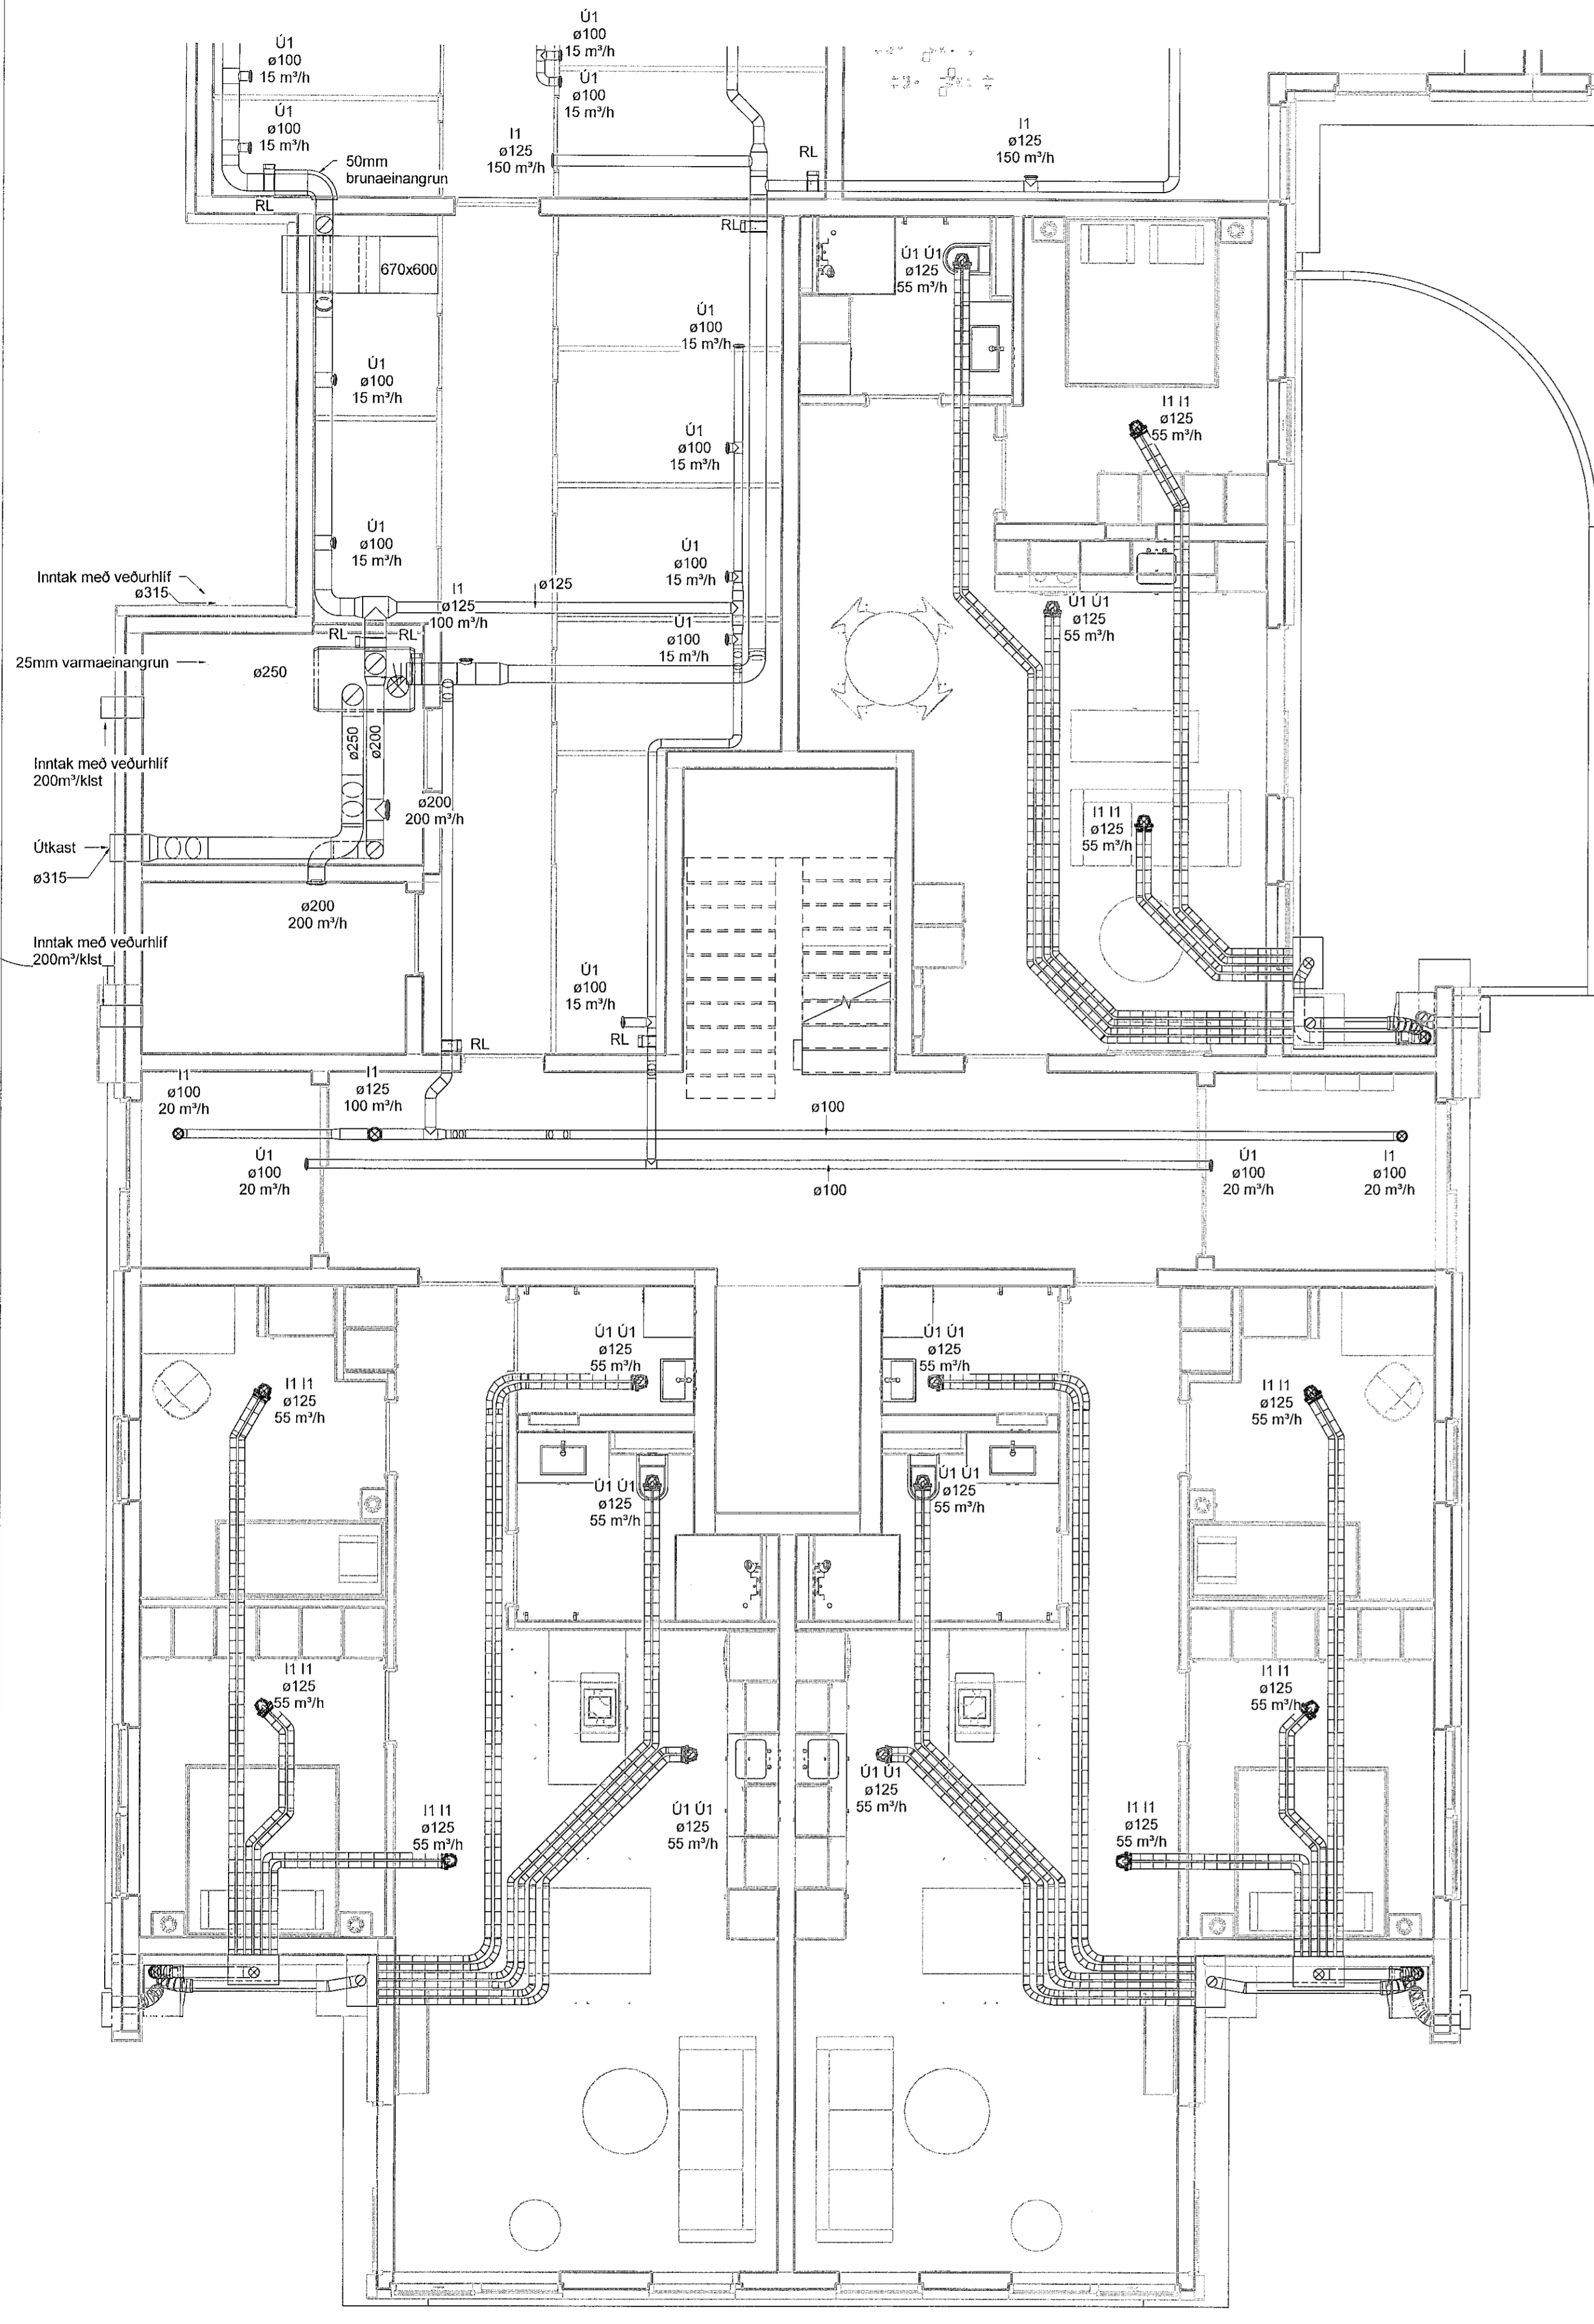 Ú1
ø100
15 m³/h
Ú1
ø100
15 m³/h
Ú1
ø100
15 m³/h
Ú1
ø100
15 m³/h
50mm
brunaeinangrun
RL
I1
ø125
150 m³/h
RL
I1
ø125
150 m³/h
RL
670x600
Ú1 Ú1
ø125
55 m³/h
Ú1
ø100
15 m³/h
Ú1
ø100
15 m³/h
I1 I1
ø125
55 m³/h
Ú1
ø100
15 m³/h
Ú1
ø100
15 m³/h
Ú1
ø100
15 m³/h
Inntak með veðurhlíf
ø315
I1
ø125
100 m³/h
ø125
Ú1 Ú1
ø125
55 m³/h
RL
RL
Ú1
ø100
15 m³/h
25mm varmaeinangrun
ø250
ø250
ø200
Inntak með veðurhlíf
200m³/klst
ø200
200 m³/h
I1 I1
ø125
55 m³/h
Útkast
ø315
ø200
200 m³/h
Inntak með veðurhlíf
200m³/klst
Ú1
ø100
15 m³/h
RL
RL
I1
ø100
20 m³/h
I1
ø125
100 m³/h
ø100
Ú1
ø100
20 m³/h
ø100
Ú1
ø100
20 m³/h
I1
ø100
20 m³/h
Ú1 Ú1
ø125
55 m³/h
Ú1 Ú1
ø125
55 m³/h
I1 I1
ø125
55 m³/h
I1 I1
ø125
55 m³/h
Ú1 Ú1
ø125
55 m³/h
Ú1 Ú1
ø125
55 m³/h
I1 I1
ø125
55 m³/h
I1 I1
ø125
55 m³/h
Ú1 Ú1
ø125
55 m³/h
I1 I1
ø125
55 m³/h
Ú1 Ú1
ø125
55 m³/h
I1 I1
ø125
55 m³/h